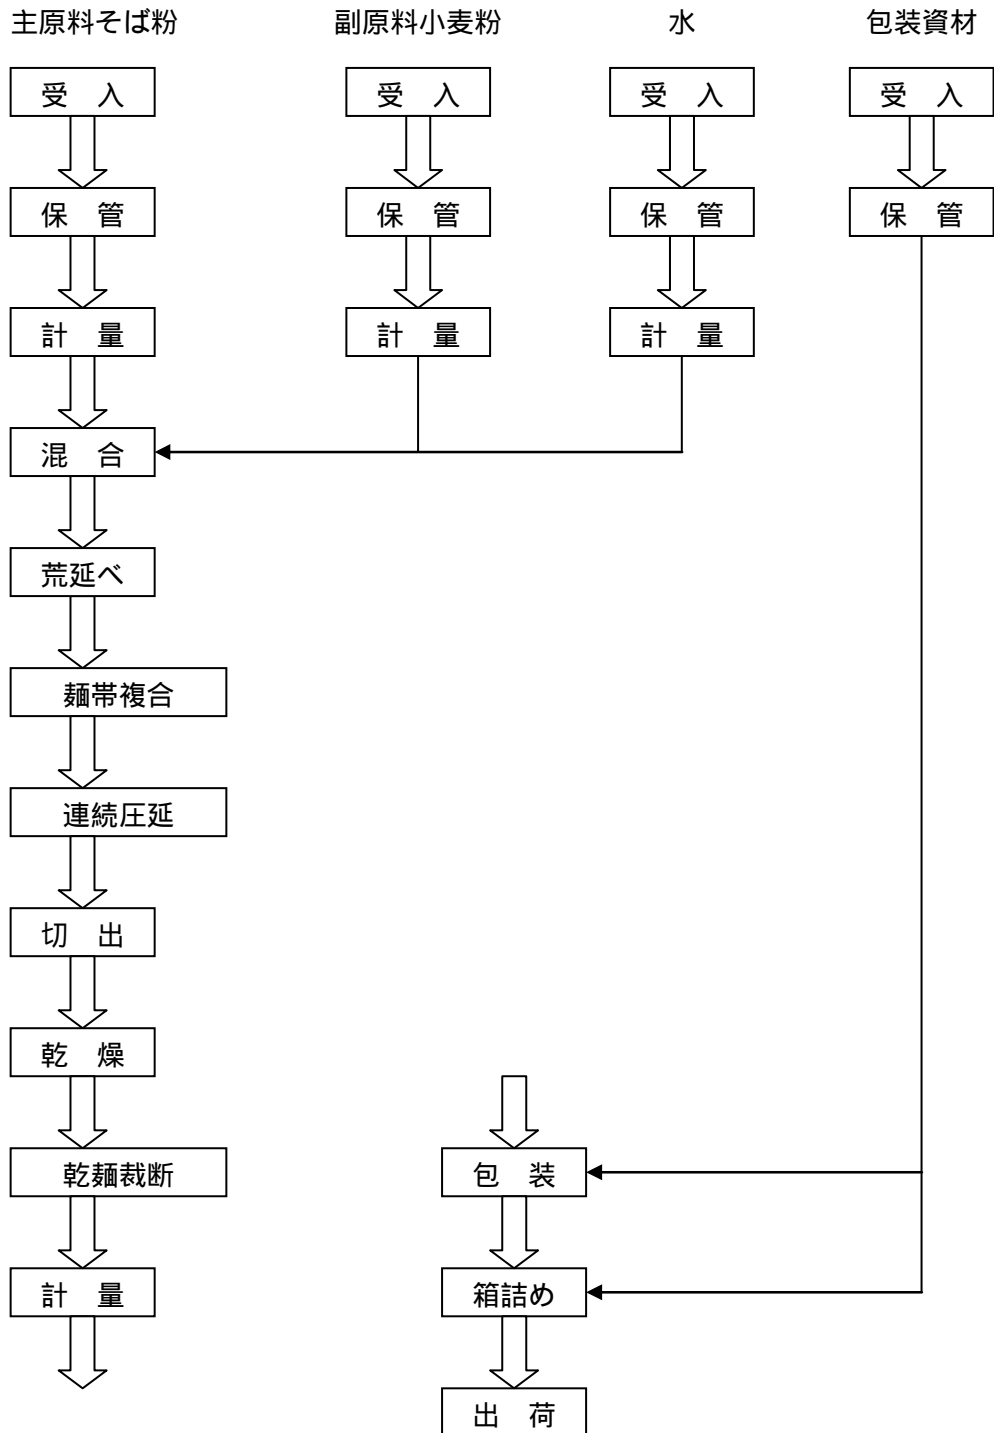 主原料そば粉 副原料小麦粉 水 包装資材
受 入 受 入 受 入 受 入
保 管 保 管 保 管 保 管
計 量 計 量 計 量
混 合
荒延べ
麺帯複合
連続圧延
切 出
乾 燥
乾麺裁断 包 装
計 量 箱詰め
出 荷